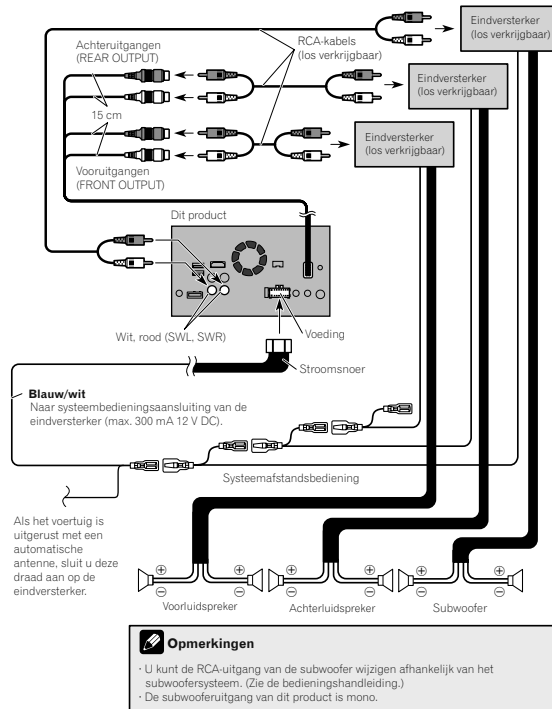 Eindversterker
(los verkrijgbaar)
Achteruitgangen
(REAR OUTPUT)
RCA-kabels
(los verkrijgbaar)
Eindversterker
(los verkrijgbaar)
15 cm
Eindversterker
(los verkrijgbaar)
Vooruitgangen
(FRONT OUTPUT)
Dit product
Wit, rood (SWL, SWR)
Voeding
Stroomsnoer
Blauw/wit
Naar systeembedieningsaansluiting van de
eindversterker (max. 300 mA 12 V DC).
Systeemafstandsbediening
Als het voertuig is
uitgerust met een
automatische
antenne, sluit u deze
draad aan op de
eindversterker.
+ + + + + +
- - - - - -
Voorluidspreker
Achterluidspreker
Subwoofer
Opmerkingen
· U kunt de RCA-uitgang van de subwoofer wijzigen afhankelijk van het
subwoofersysteem. (Zie de bedieningshandleiding.)
· De subwooferuitgang van dit product is mono.